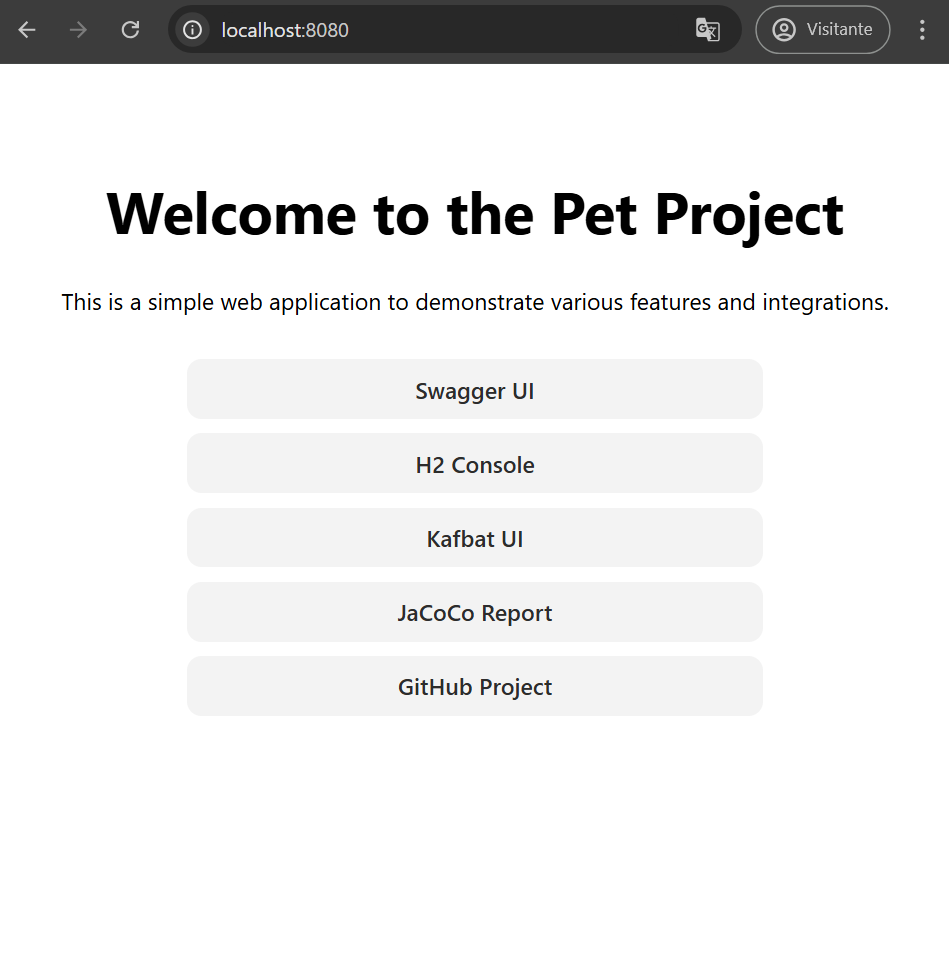 localhost:8080
Visitante
Welcome to the Pet Project
This is a simple web application to demonstrate various features and integrations.
Swagger UI
H2 Console
Kafbat UI
JaCoCo Report
GitHub Project